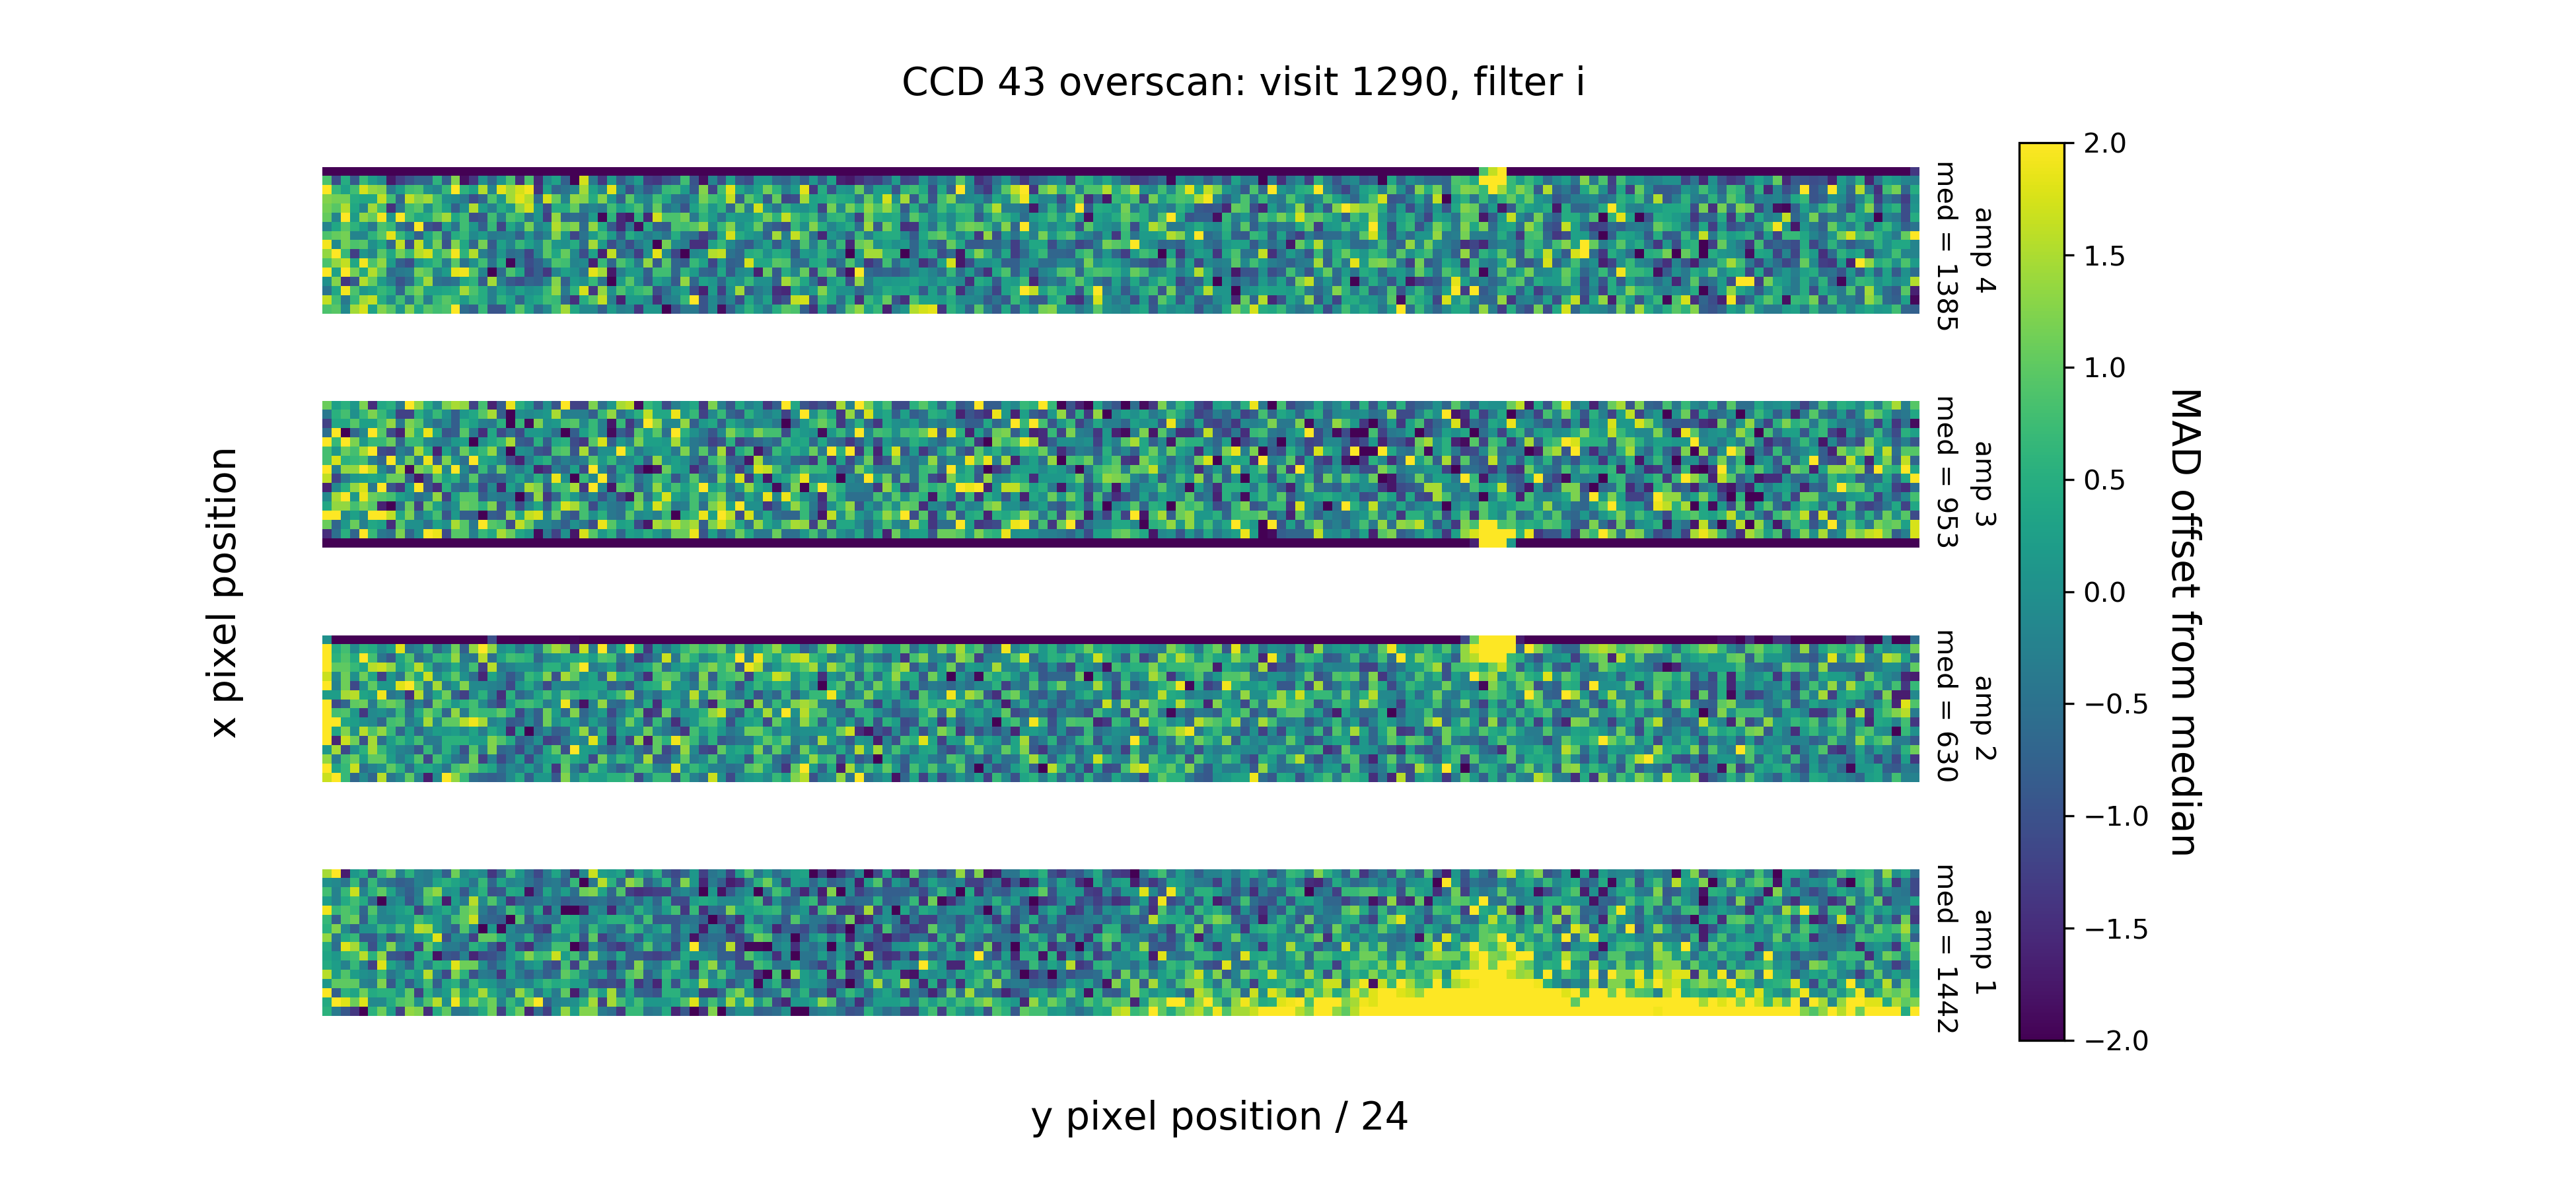 CCD 43 overscan: visit 1290, filter i
x pixel position
amp 4
med = 1385
amp 3
med = 953
amp 2
med = 630
amp 1
med = 1442
y pixel position / 24
2.0
1.5
1.0
0.5
0.0
−0.5
−1.0
−1.5
−2.0
MAD offset from median